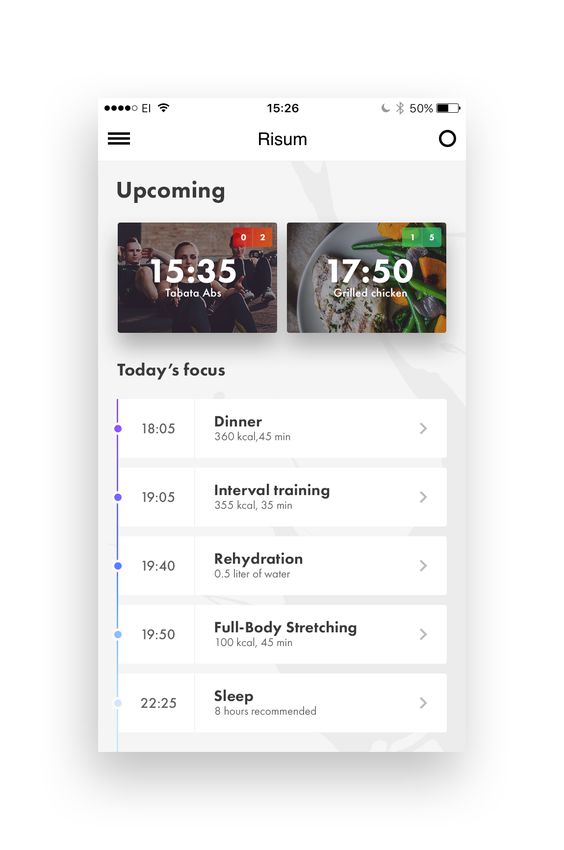 EI 15:26 50%
Risum
Upcoming
0 2
15:35
Tabata Abs
1 5
17:50
Grilled chicken
Today's focus
18:05 Dinner
360 kcal,45 min
19:05 Interval training
355 kcal, 35 min
19:40 Rehydration
0.5 liter of water
19:50 Full-Body Stretching
100 kcal, 45 min
22:25 Sleep
8 hours recommended